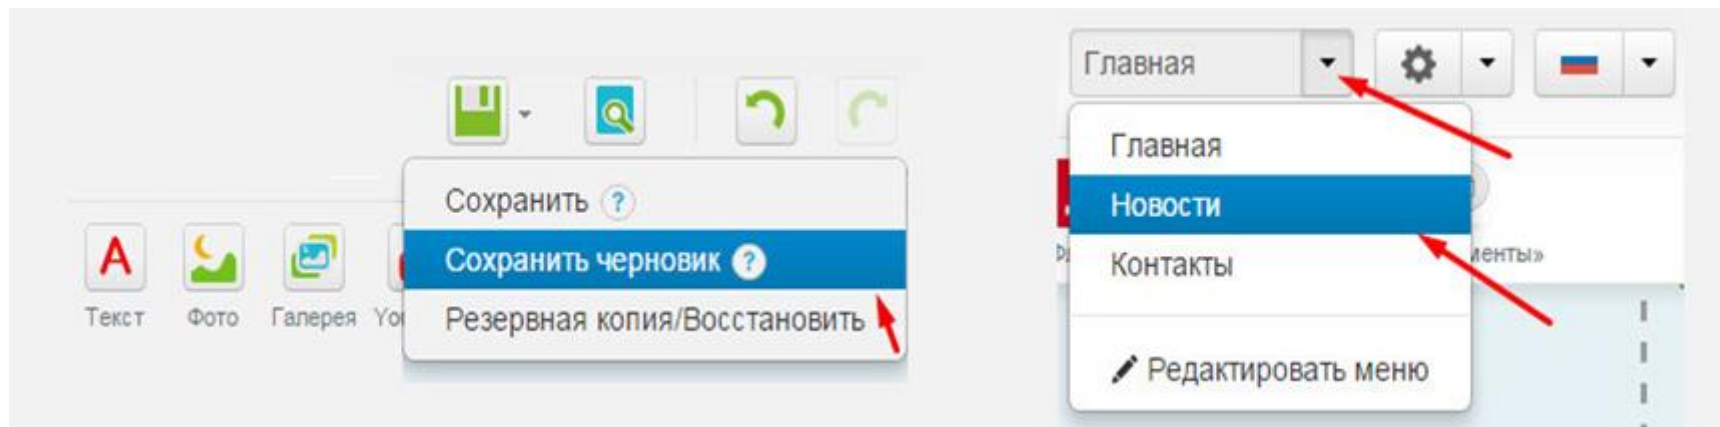 Сохранить ?
Сохранить черновик ?
Резервная копия/Восстановить
A
Текст
Фото
Галерея
Главная
Главная
Новости
Контакты
Редактировать меню